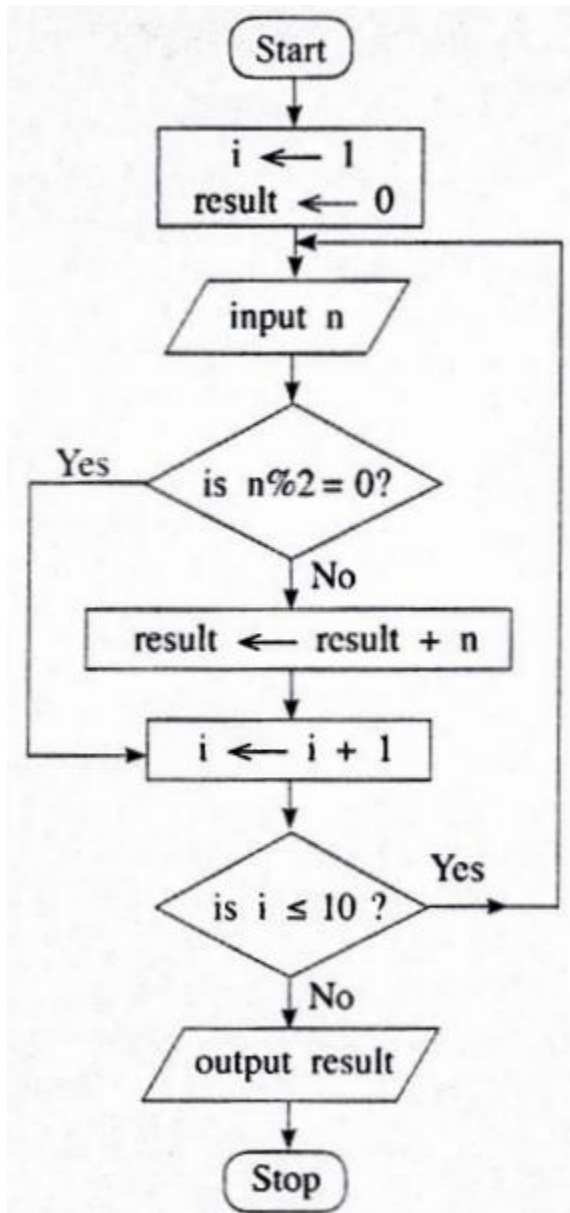 Start
i ← 1
result ← 0
input n
Yes
is n%2 = 0?
No
result ← result + n
i ← i + 1
Yes
is i ≤ 10 ?
No
output result
Stop